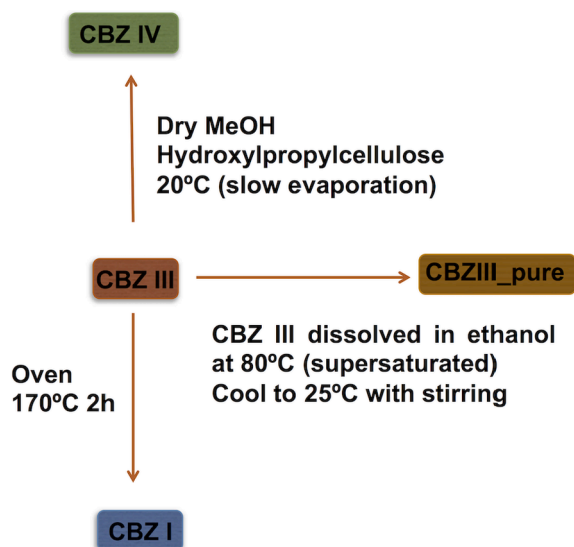 CBZ IV
Dry MeOH
Hydroxylpropylcellulose
20ºC (slow evaporation)
CBZ III
CBZIII_pure
CBZ III dissolved in ethanol
at 80ºC (supersaturated)
Cool to 25ºC with stirring
Oven
170ºC 2h
CBZ I